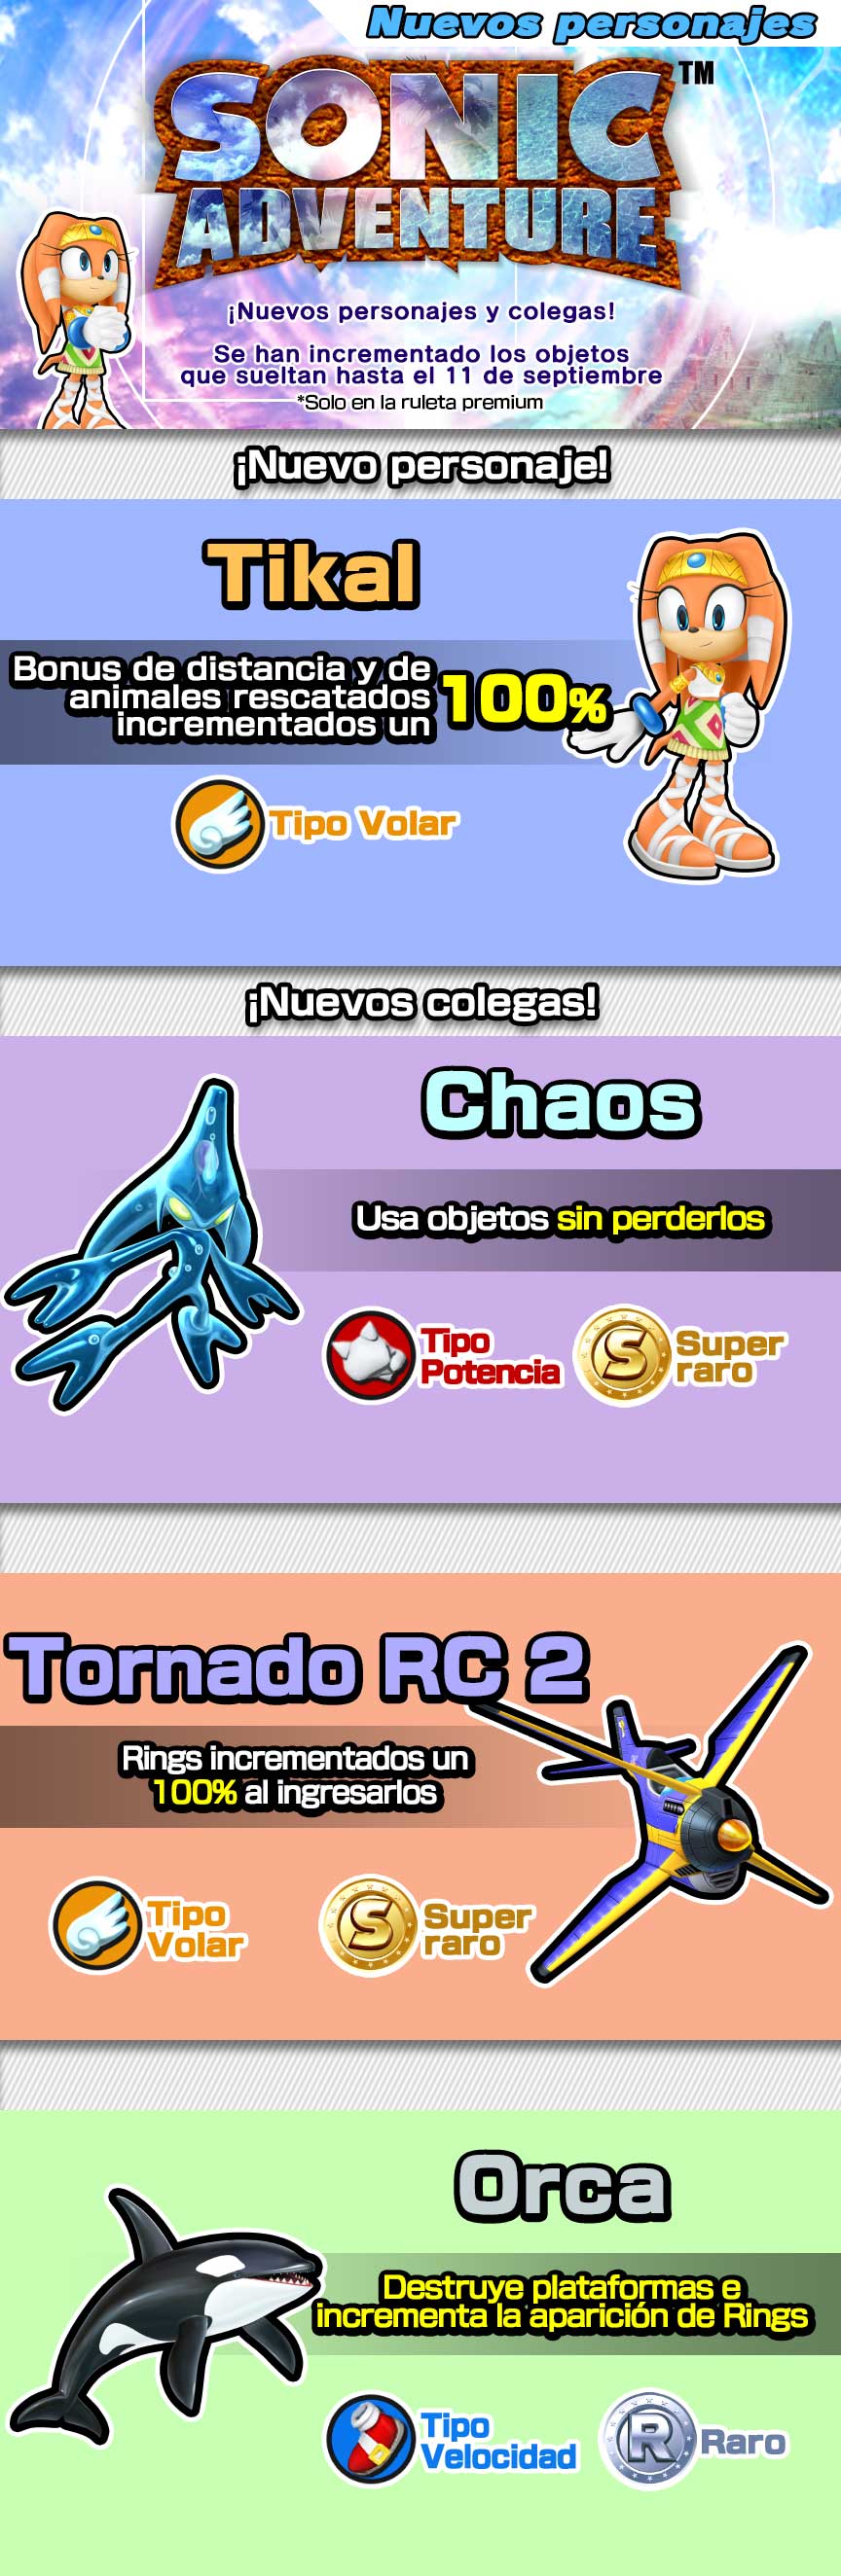 Nuevos personajes
SONIC
ADVENTURE
TM
¡Nuevos personajes y colegas!
Se han incrementado los objetos
que sueltan hasta el 11 de septiembre
*Solo en la ruleta premium
¡Nuevo personaje!
Tikal
Bonus de distancia y de
animales rescatados
incrementados un
100%
Tipo Volar
¡Nuevos colegas!
Chaos
Usa objetos sin perderlos
Tipo
Potencia
S
Super
raro
Tornado RC 2
Rings incrementados un
100% al ingresarlos
Tipo
Volar
S
Super
raro
Orca
Destruye plataformas e
incrementa la aparición de Rings
Tipo
Velocidad
R
Raro